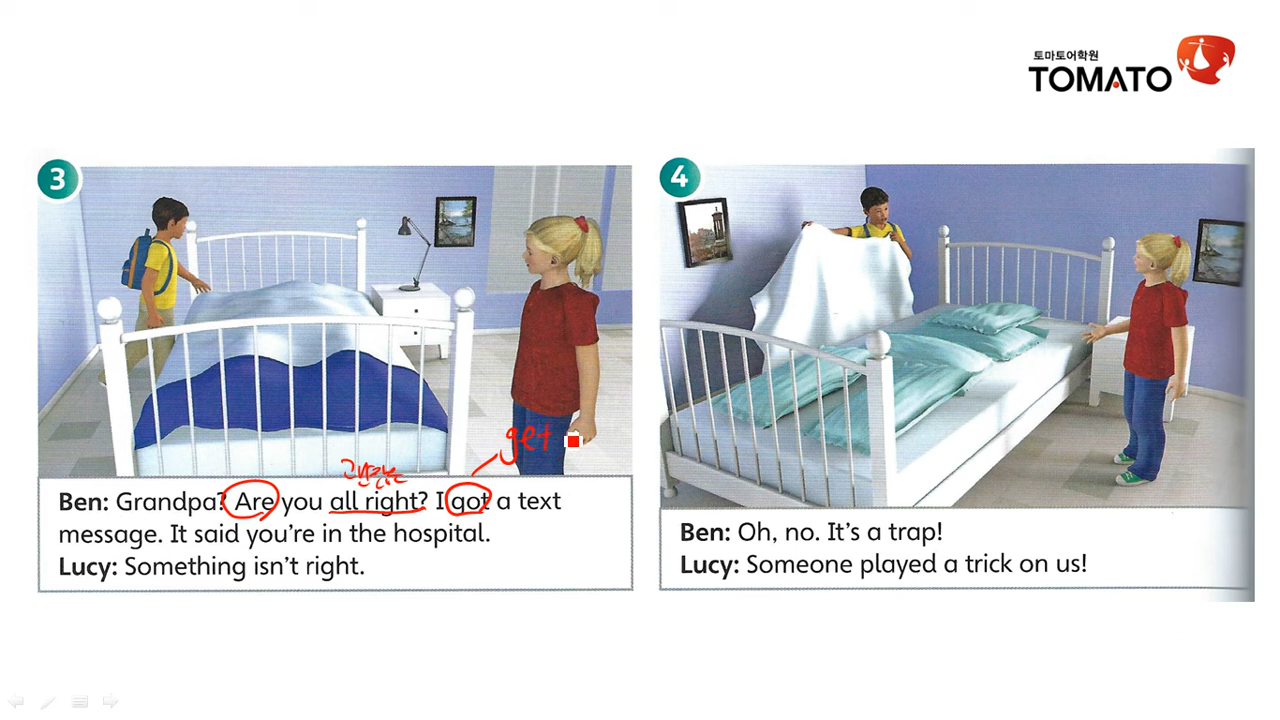 토마토어학원
TOMATO
3
4
get
괜찮은
Ben: Grandpa? Are you all right? I got a text
message. It said you're in the hospital.
Lucy: Something isn't right.
Ben: Oh, no. It's a trap!
Lucy: Someone played a trick on us!